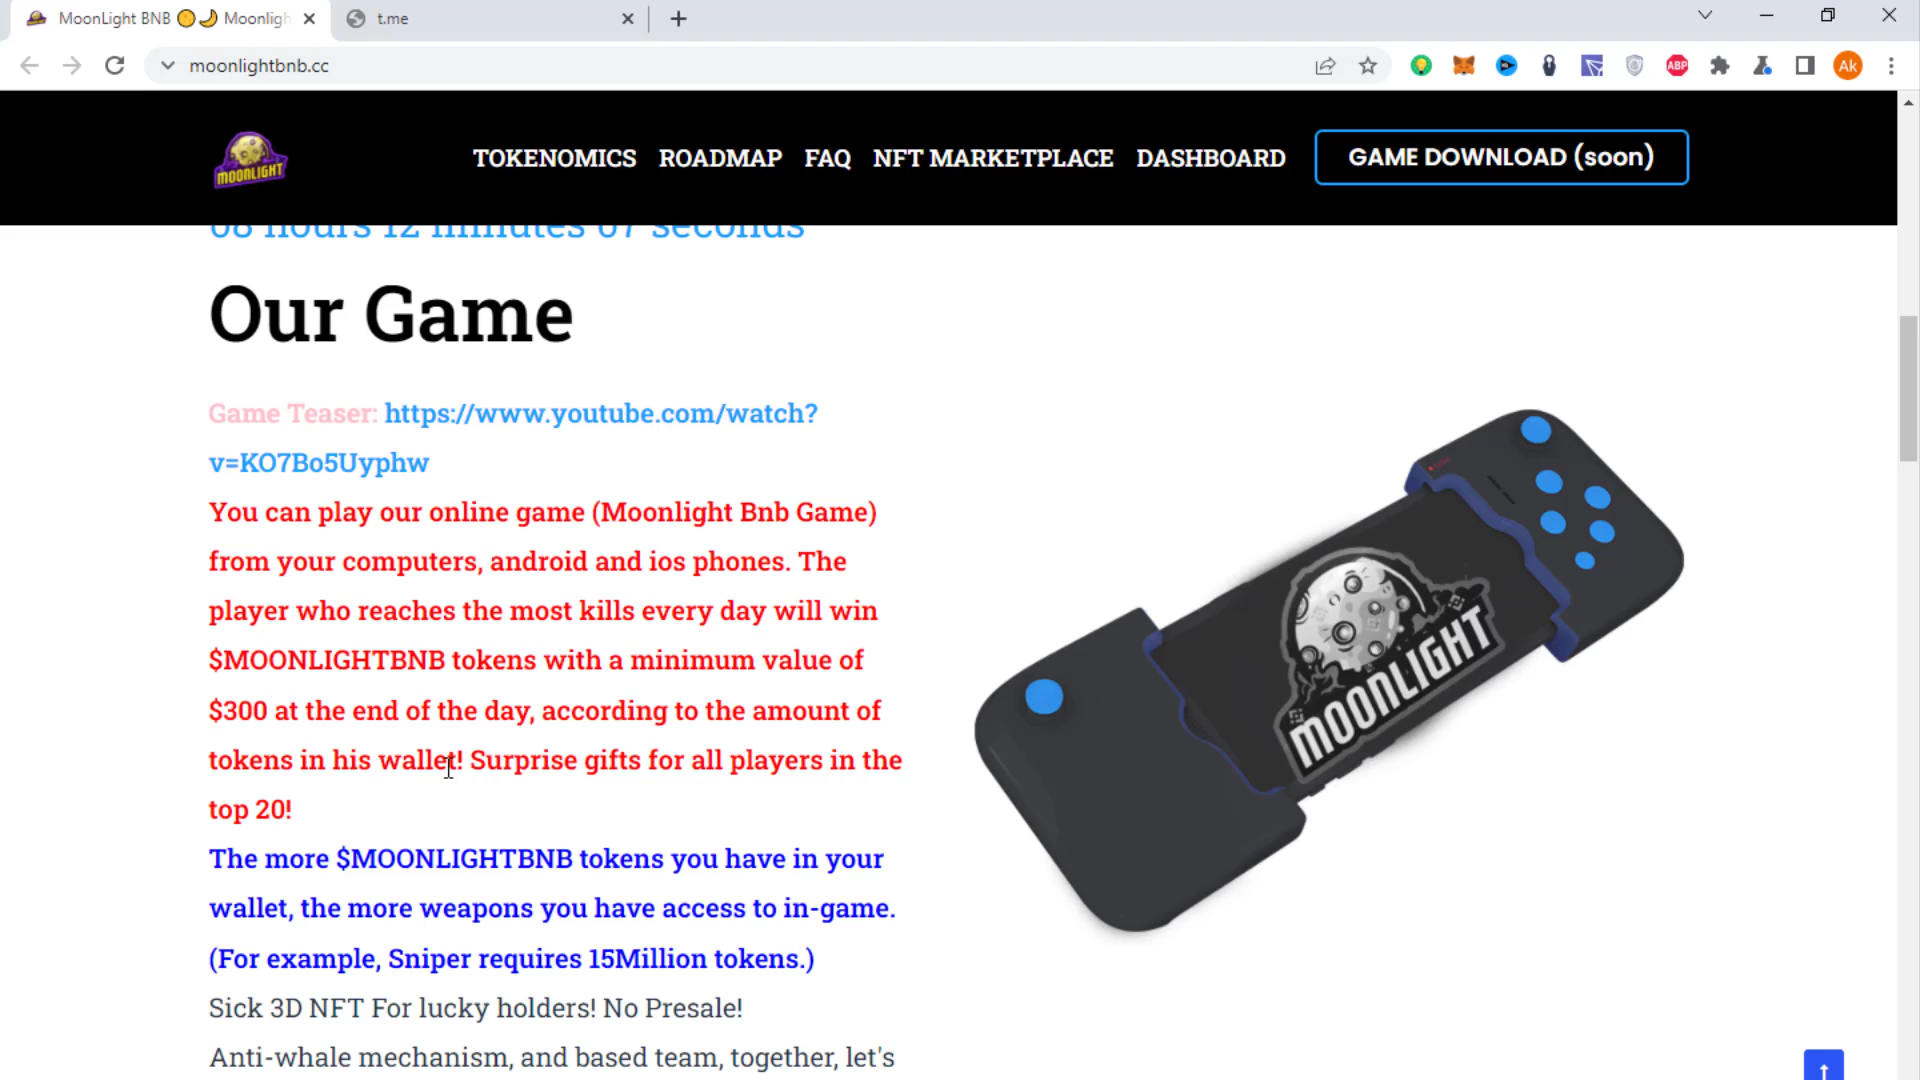 MoonLight BNB 🟡🌙 Moonligh
t.me
moonlightbnb.cc
ABP
Ak
MOONLIGHT
TOKENOMICS ROADMAP FAQ NFT MARKETPLACE DASHBOARD GAME DOWNLOAD (soon)
08 hours 12 minutes 07 seconds
Our Game
Game Teaser: https://www.youtube.com/watch?
v=KO7Bo5Uyphw
You can play our online game (Moonlight Bnb Game)
from your computers, android and ios phones. The
player who reaches the most kills every day will win
$MOONLIGHTBNB tokens with a minimum value of
$300 at the end of the day, according to the amount of
tokens in his wallet! Surprise gifts for all players in the
top 20!
The more $MOONLIGHTBNB tokens you have in your
wallet, the more weapons you have access to in-game.
(For example, Sniper requires 15Million tokens.)
Sick 3D NFT For lucky holders! No Presale!
Anti-whale mechanism, and based team, together, let's
MOONLIGHT